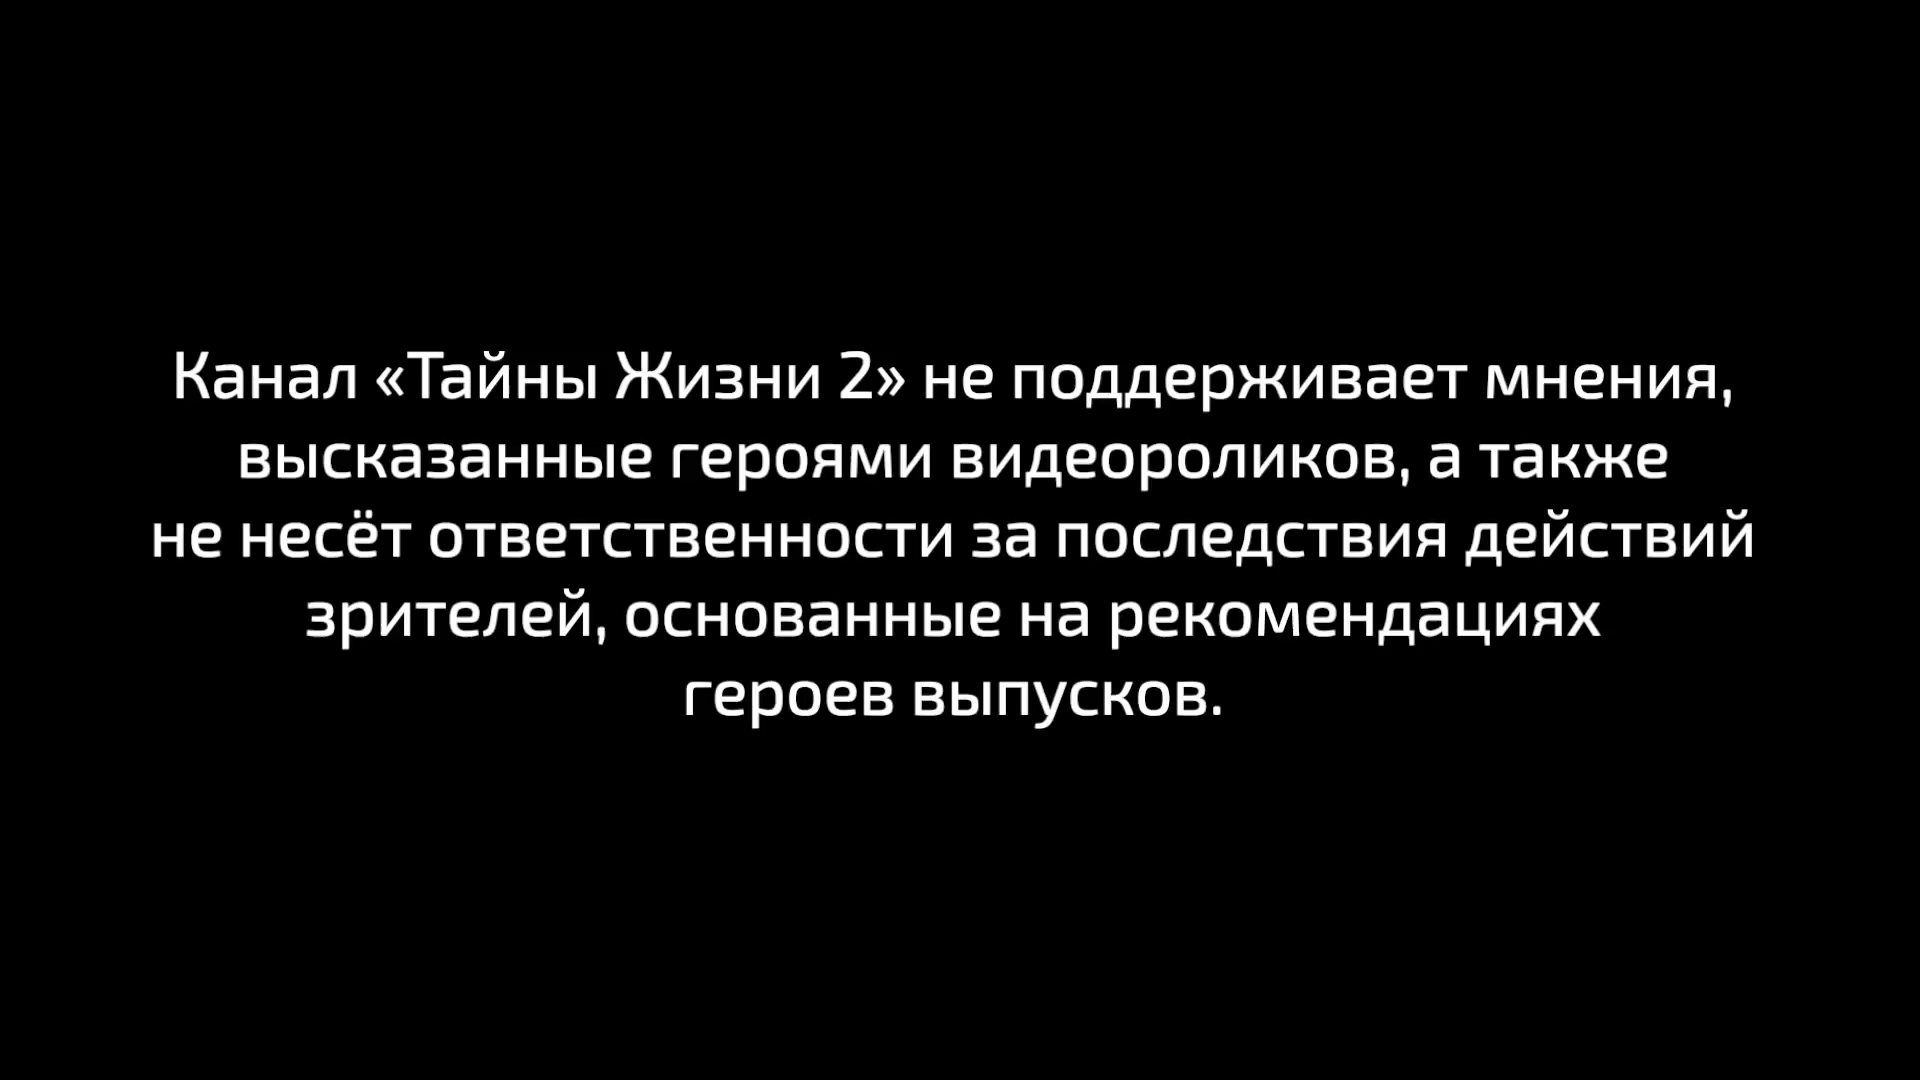 Канал «Тайны Жизни 2» не поддерживает мнения,
высказанные героями видеороликов, а также
не несёт ответственности за последствия действий
зрителей, основанные на рекомендациях
героев выпусков.